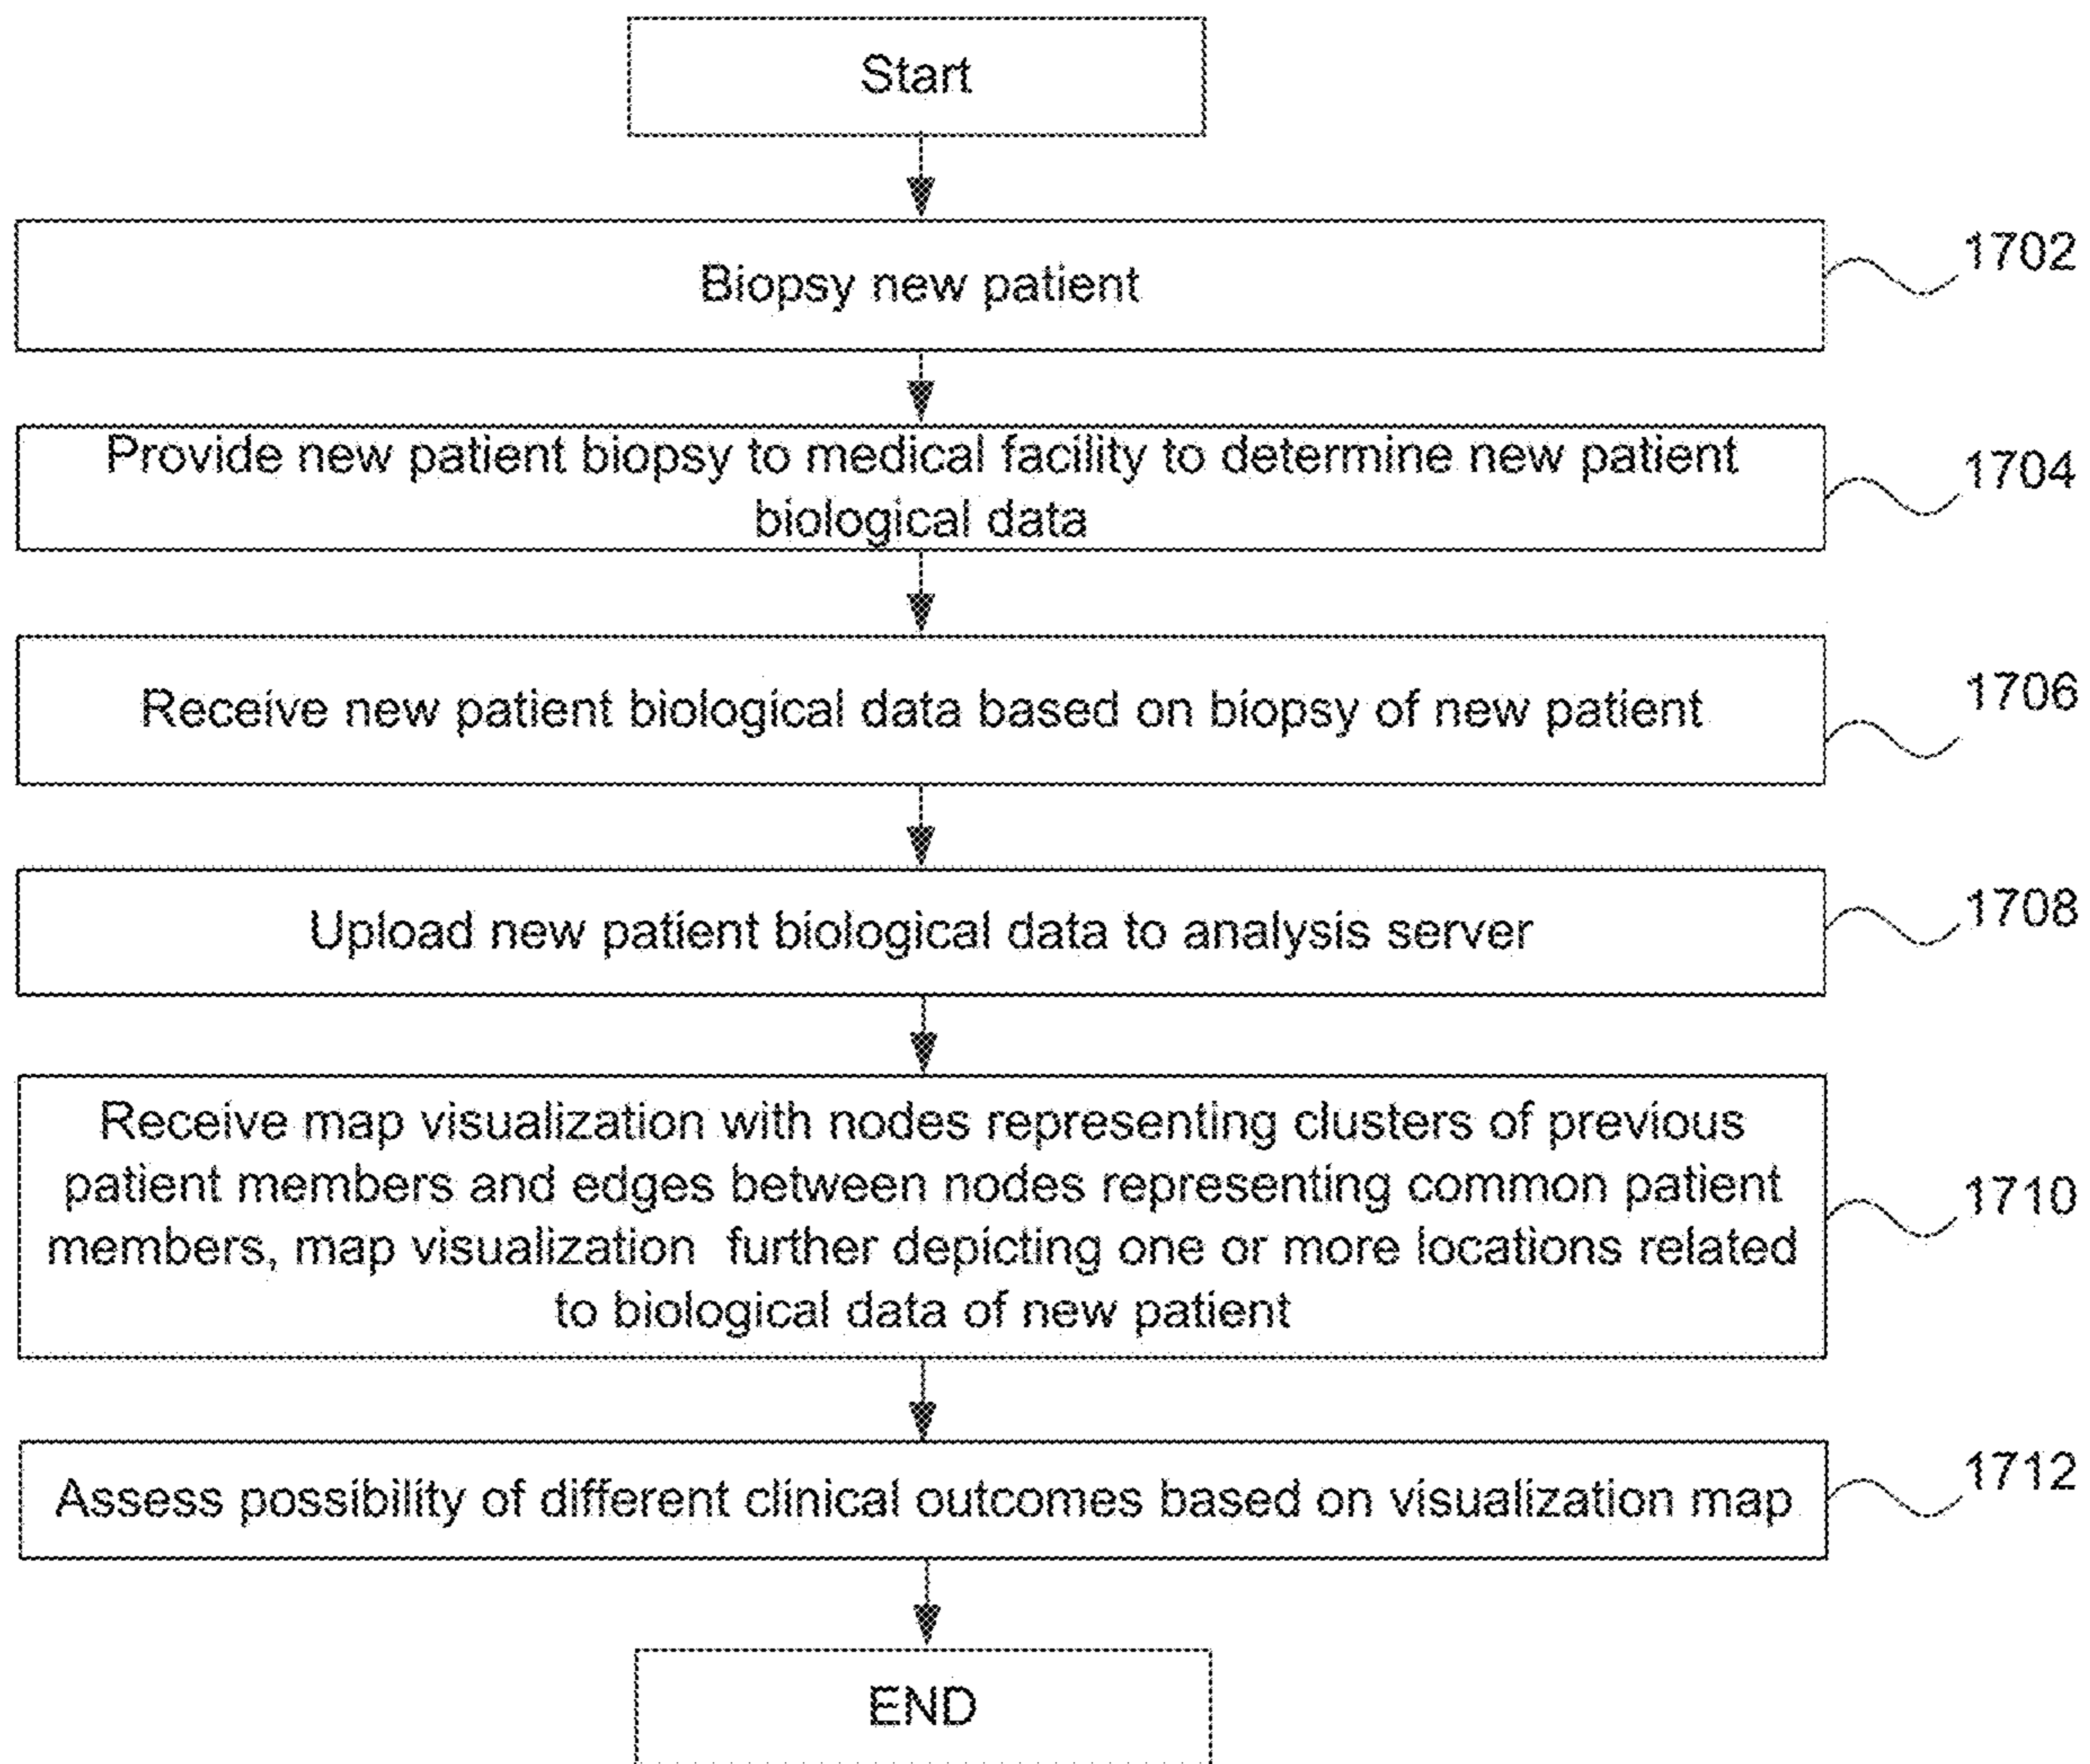 Start
Biopsy new patient
1702
Provide new patient biopsy to medical facility to determine new patient
biological data
1704
Receive new patient biological data based on biopsy of new patient
1706
Upload new patient biological data to analysis server
1708
Receive map visualization with nodes representing clusters of previous
patient members and edges between nodes representing common patient
members, map visualization further depicting one or more locations related
to biological data of new patient
1710
Assess possibility of different clinical outcomes based on visualization map
1712
END